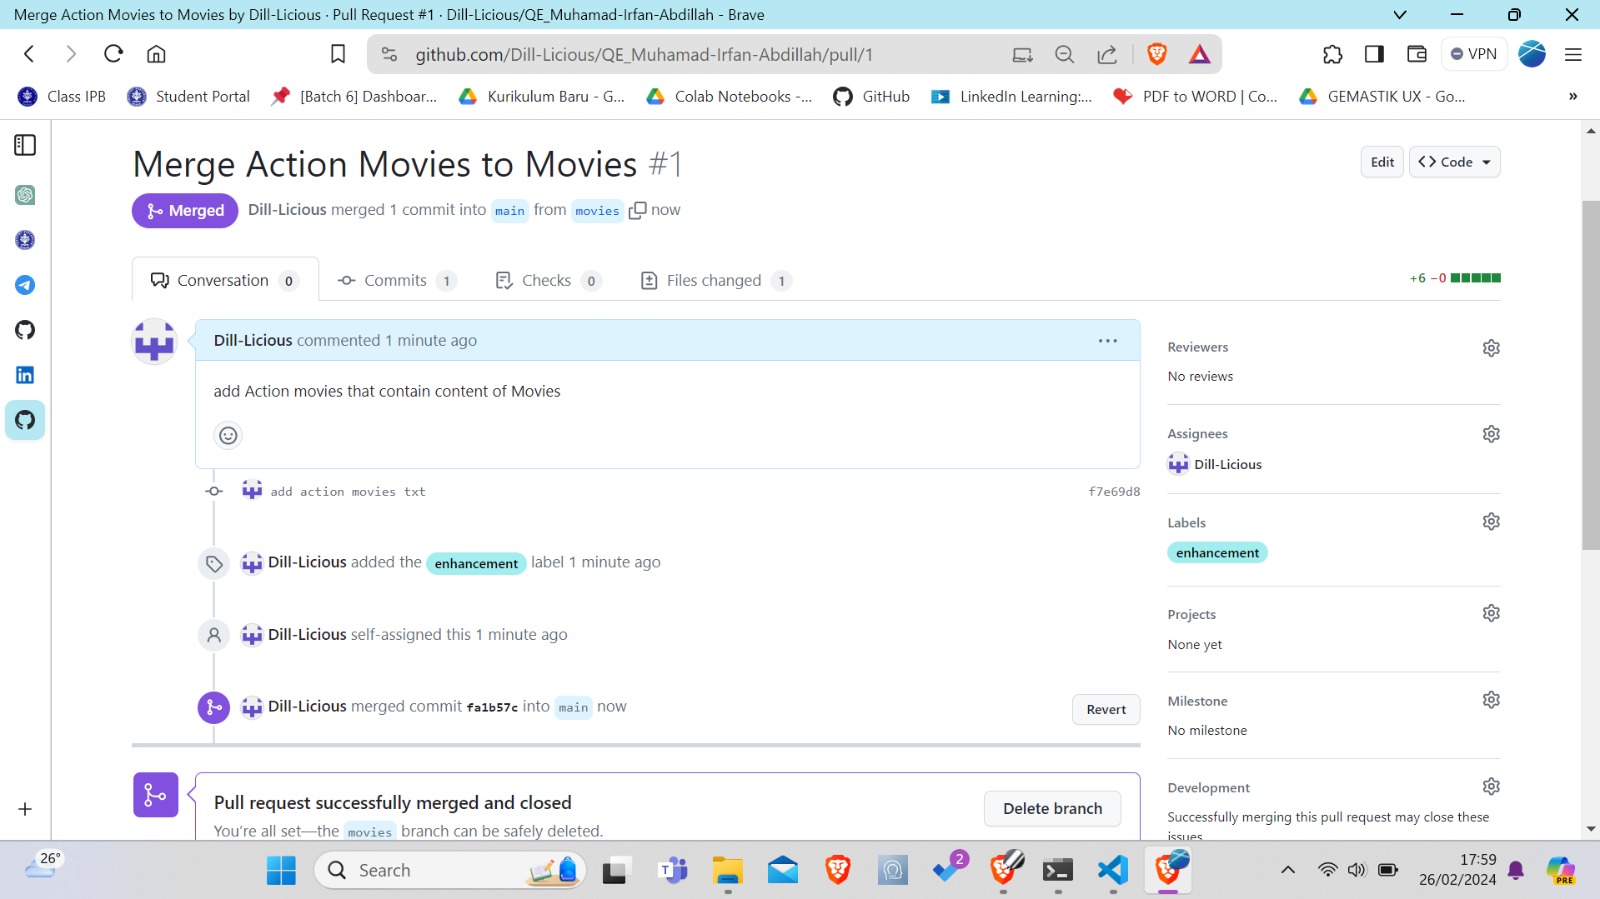 Merge Action Movies to Movies by Dill-Licious · Pull Request #1 · Dill-Licious/QE_Muhamad-Irfan-Abdillah - Brave
github.com/Dill-Licious/QE_Muhamad-Irfan-Abdillah/pull/1
VPN
Class IPB
Student Portal
[Batch 6] Dashboar...
Kurikulum Baru - G...
Colab Notebooks -...
GitHub
LinkedIn Learning:...
PDF to WORD | Co...
GEMASTIK UX - Go...
»
Merge Action Movies to Movies #1
Edit
<> Code
Merged
Dill-Licious merged 1 commit into main from movies now
Conversation 0
Commits 1
Checks 0
Files changed 1
+6 −0
Dill-Licious commented 1 minute ago
add Action movies that contain content of Movies
add action movies txt
f7e69d8
Dill-Licious added the enhancement label 1 minute ago
Dill-Licious self-assigned this 1 minute ago
Dill-Licious merged commit fa1b57c into main now
Revert
Pull request successfully merged and closed
You're all set—the movies branch can be safely deleted.
Delete branch
Reviewers
No reviews
Assignees
Dill-Licious
Labels
enhancement
Projects
None yet
Milestone
No milestone
Development
Successfully merging this pull request may close these
issues.
26°
Search
2
17:59
26/02/2024
PRE